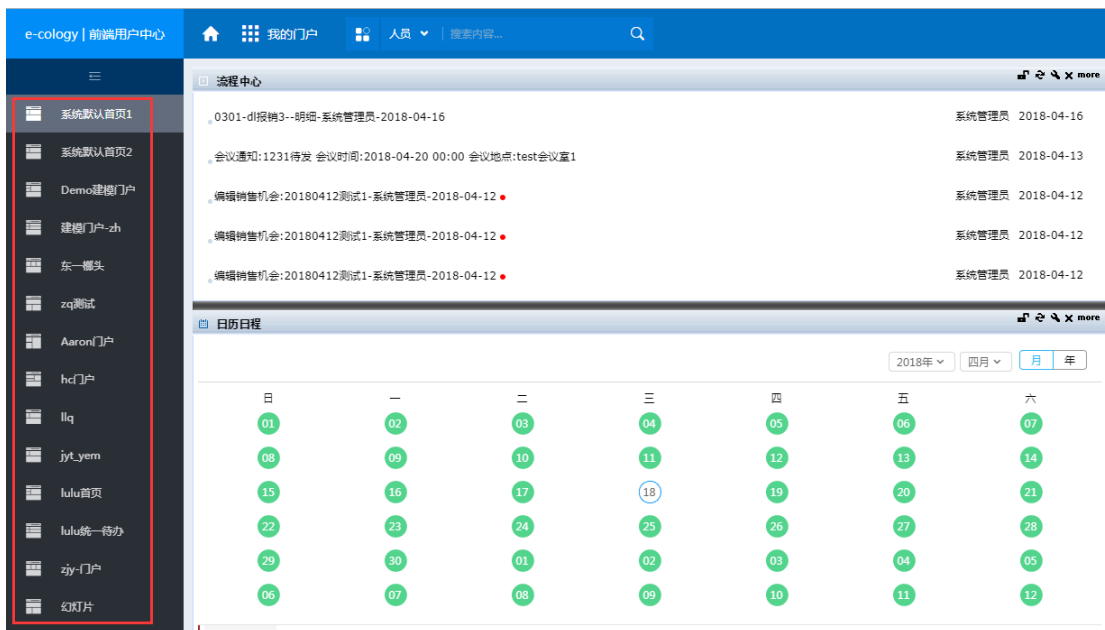 e-cology | 前端用户中心 我的门户 人员 搜索内容...
系统默认首页1
系统默认首页2
Demo建模门户
建模门户-zh
东一榔头
zq测试
Aaron门户
hc门户
llq
jyt_yem
lulu首页
lulu统一待办
zjy-门户
幻灯片
流程中心 more
0301-dl报销3--明细-系统管理员-2018-04-16 系统管理员 2018-04-16
会议通知:1231待发 会议时间:2018-04-20 00:00 会议地点:test会议室1 系统管理员 2018-04-13
编辑销售机会:20180412测试1-系统管理员-2018-04-12 系统管理员 2018-04-12
编辑销售机会:20180412测试1-系统管理员-2018-04-12 系统管理员 2018-04-12
编辑销售机会:20180412测试1-系统管理员-2018-04-12 系统管理员 2018-04-12
日历日程 more
2018年 四月 月 年
日 一 二 三 四 五 六
01 02 03 04 05 06 07
08 09 10 11 12 13 14
15 16 17 18 19 20 21
22 23 24 25 26 27 28
29 30 01 02 03 04 05
06 07 08 09 10 11 12